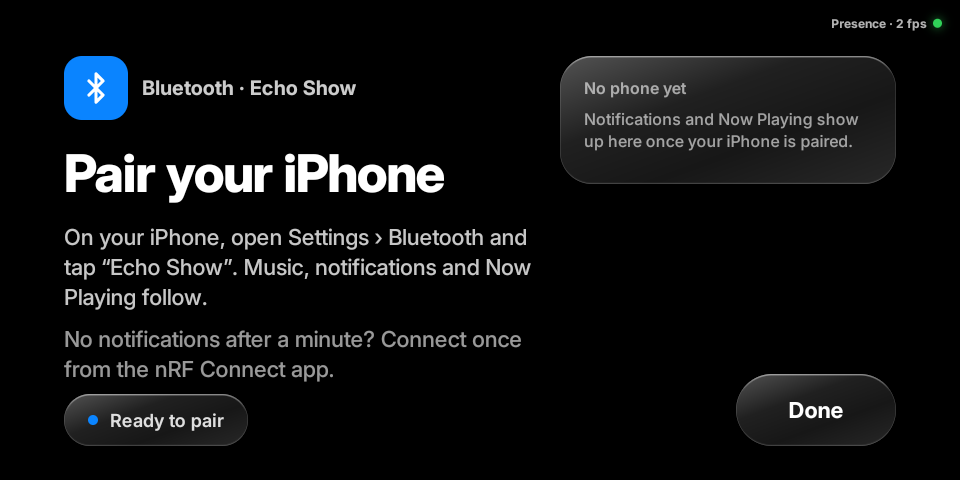 Presence · 2 fps
Bluetooth · Echo Show
Pair your iPhone
On your iPhone, open Settings › Bluetooth and
tap “Echo Show”. Music, notifications and Now
Playing follow.
No notifications after a minute? Connect once
from the nRF Connect app.
Ready to pair
No phone yet
Notifications and Now Playing show
up here once your iPhone is paired.
Done